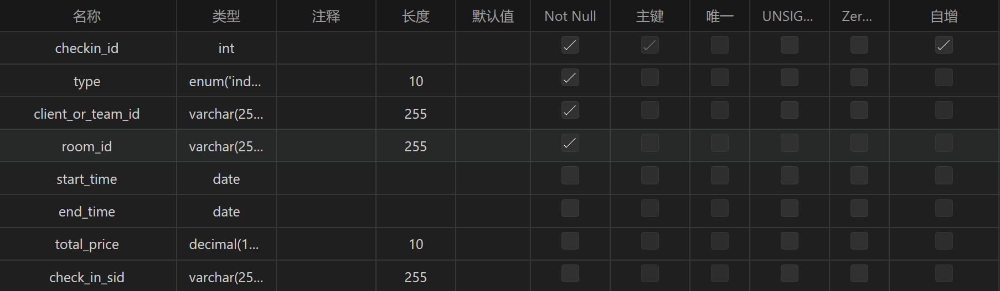 名称 类型 注释 长度 默认值 Not Null 主键 唯一 UNSIG... Zer... 自增
checkin_id int
type enum('ind... 10
client_or_team_id varchar(25... 255
room_id varchar(25... 255
start_time date
end_time date
total_price decimal(1... 10
check_in_sid varchar(25... 255